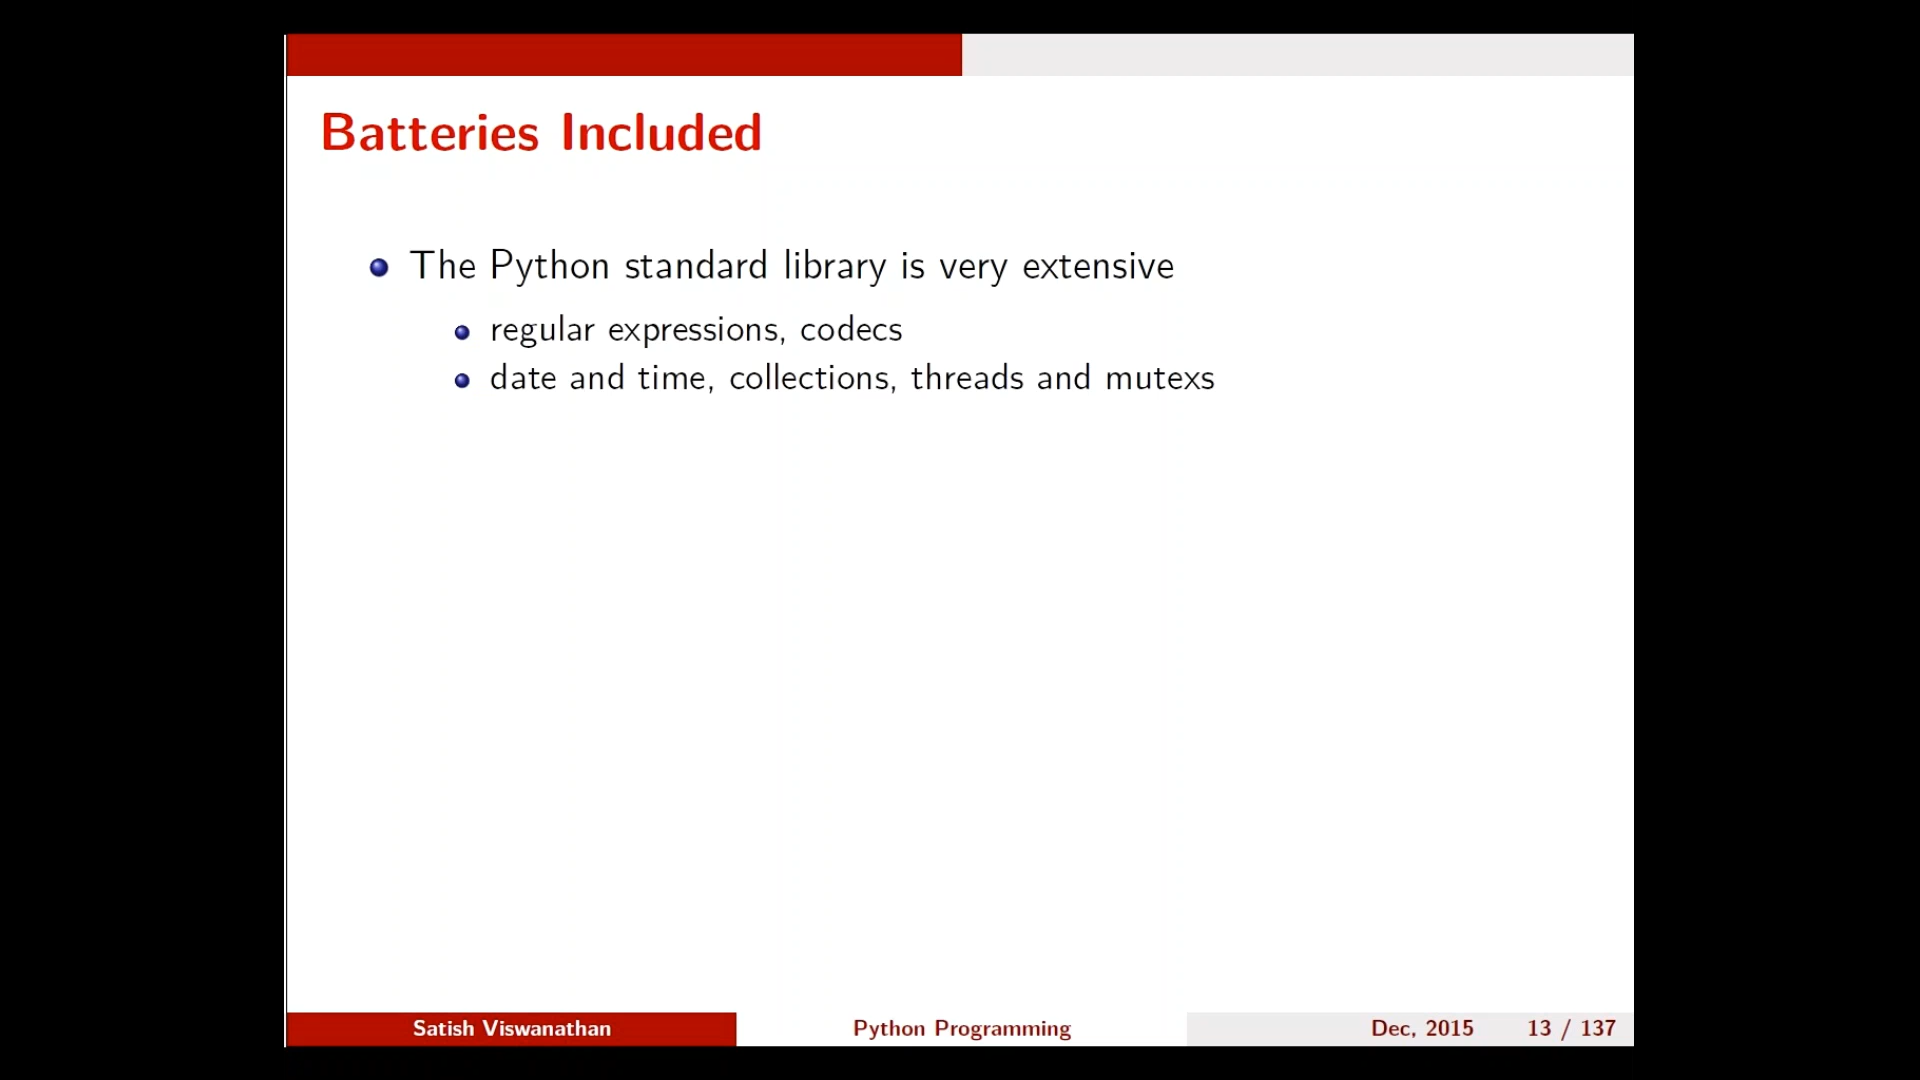 Batteries Included
The Python standard library is very extensive
regular expressions, codecs
date and time, collections, threads and mutexs
Satish Viswanathan
Python Programming
Dec, 2015
13 / 137